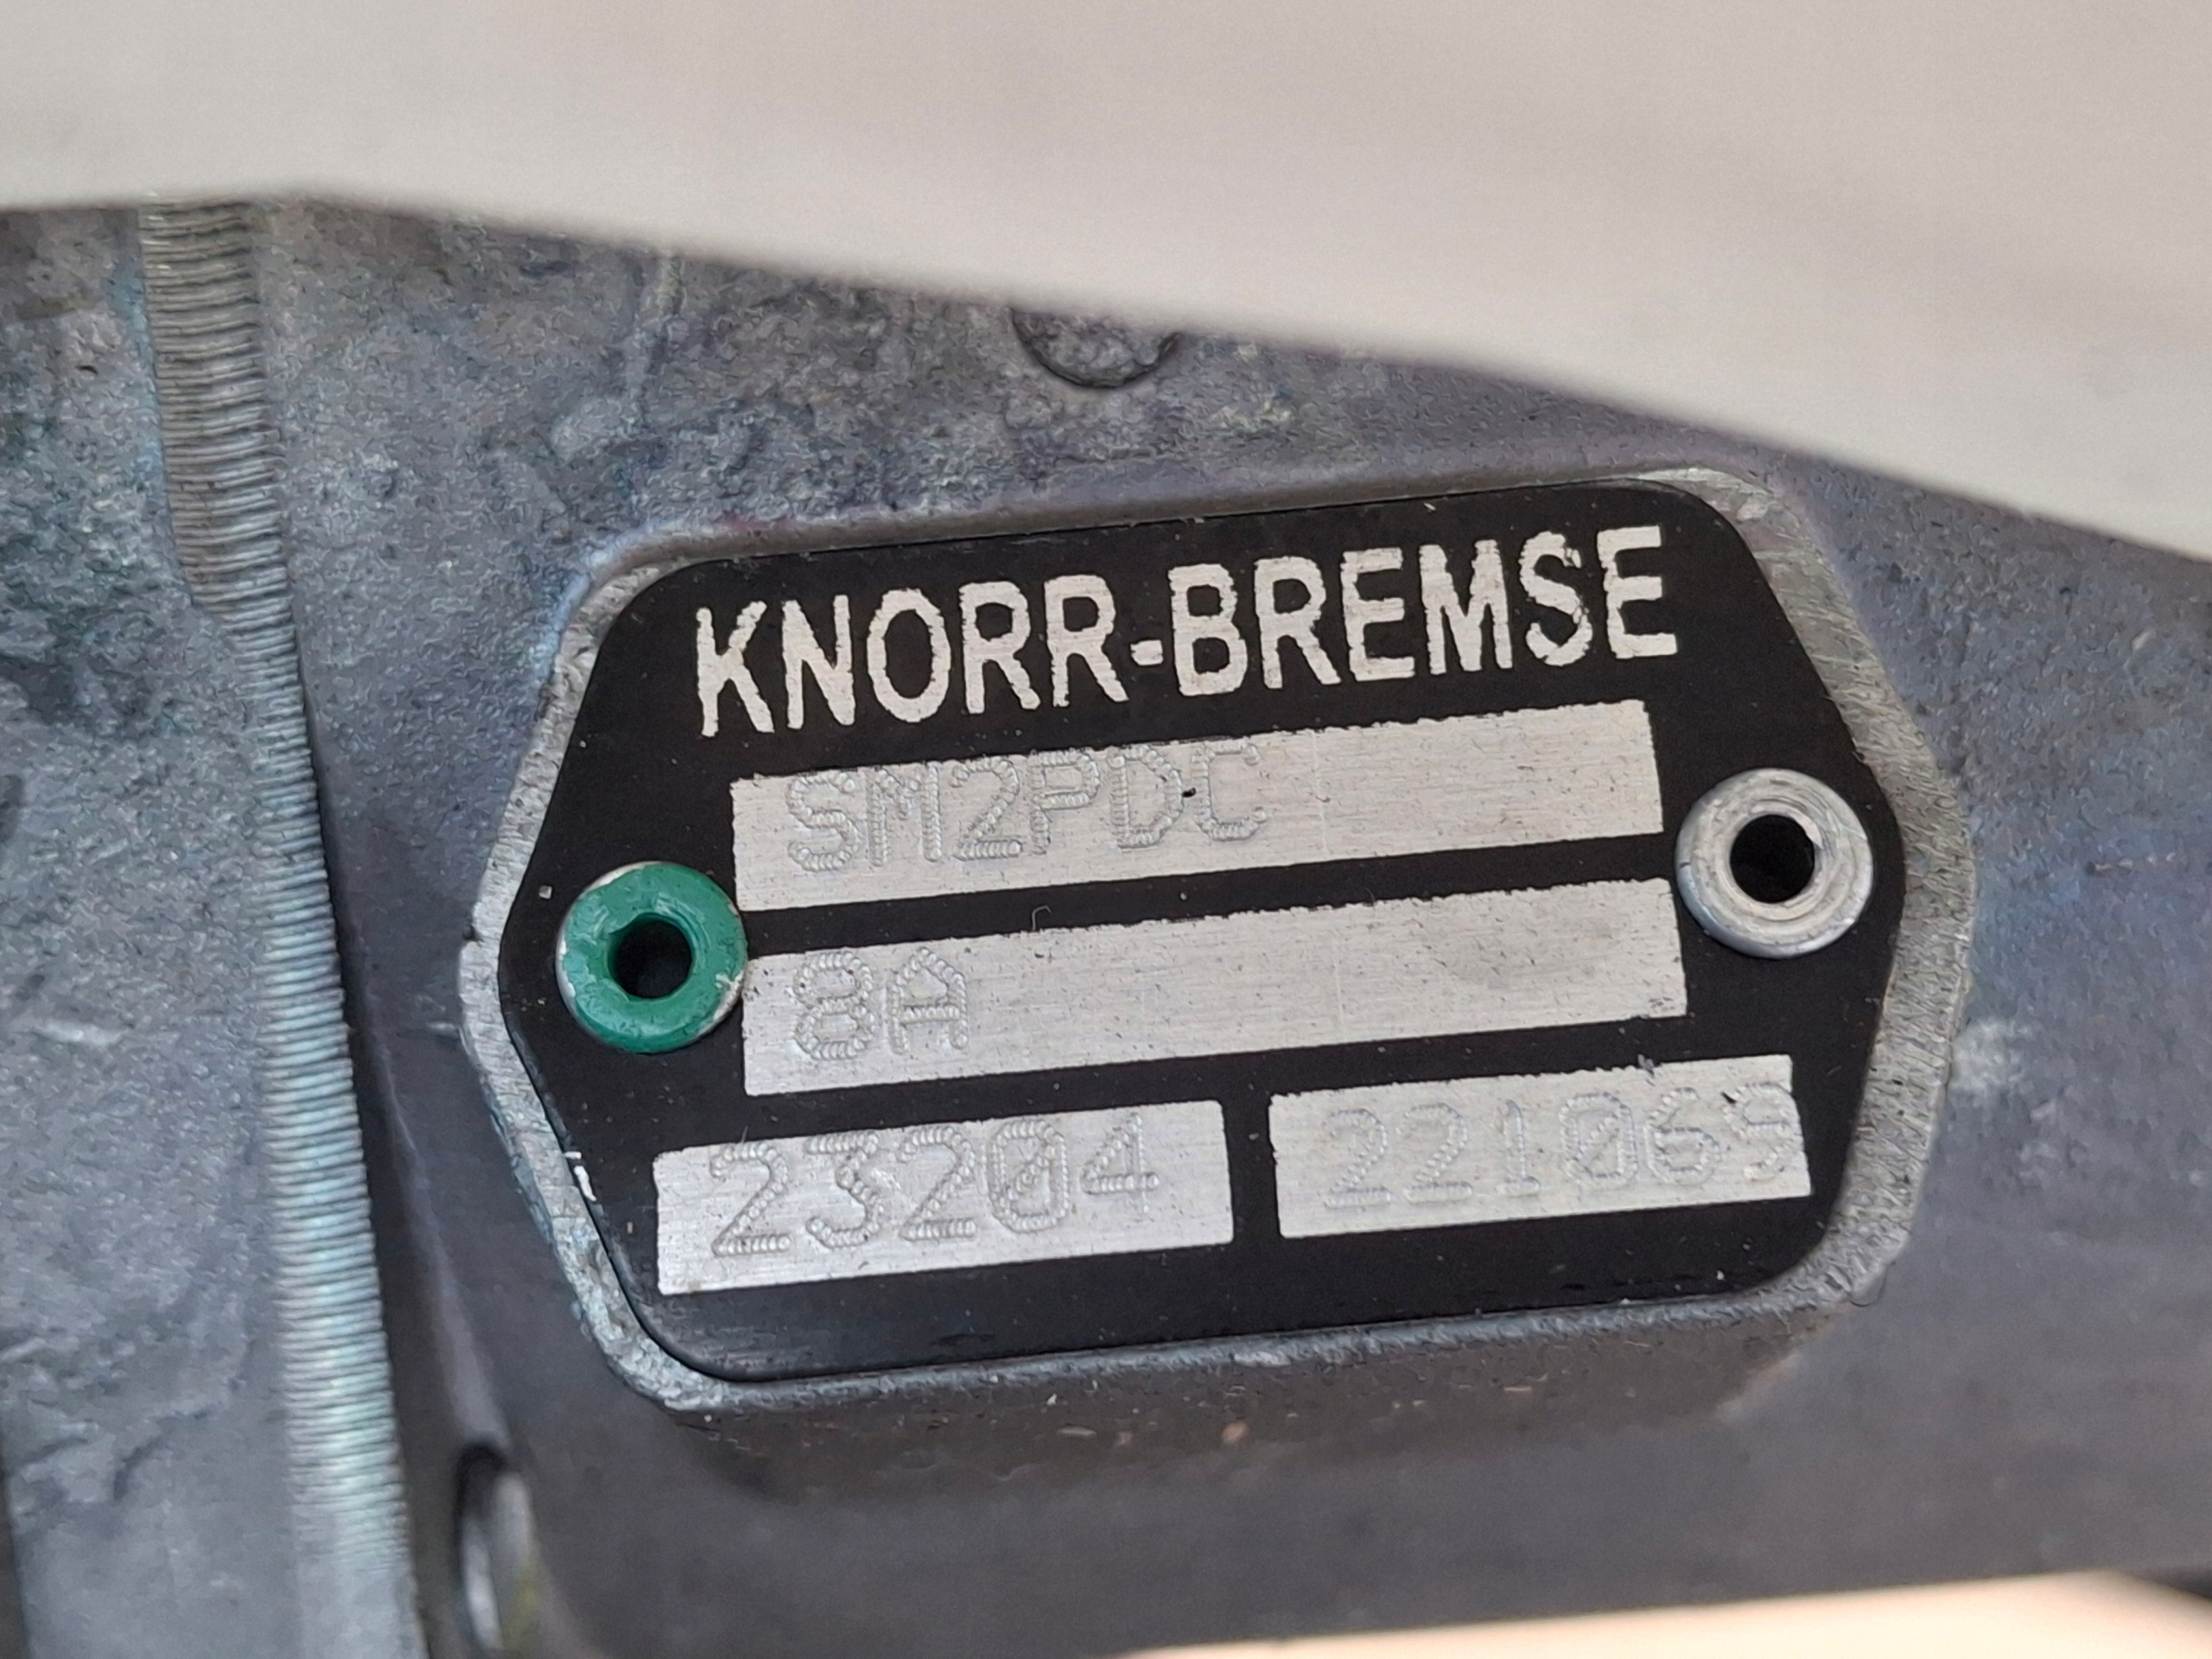 KNORR-BREMSE
SM2PDC
8A
23204 221069